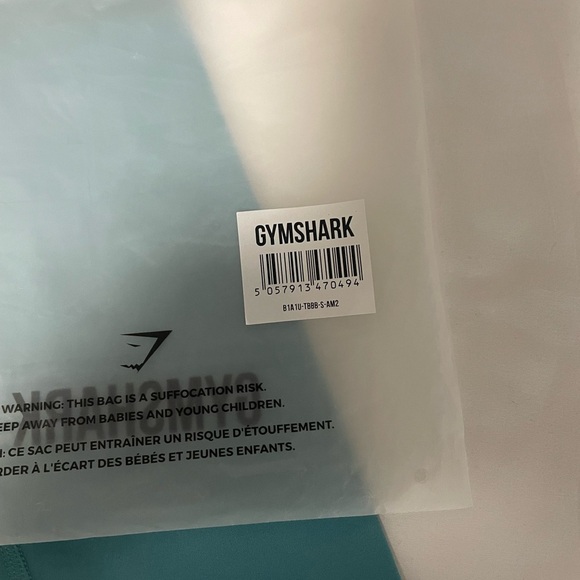 GYMSHARK
5 057913 470494
B1A1U-TBBB-S-AM2
GYMSHARK
WARNING: THIS BAG IS A SUFFOCATION RISK.
EEP AWAY FROM BABIES AND YOUNG CHILDREN.
: CE SAC PEUT ENTRAÎNER UN RISQUE D'ÉTOUFFEMENT.
RDER À L'ÉCART DES BÉBÉS ET JEUNES ENFANTS.